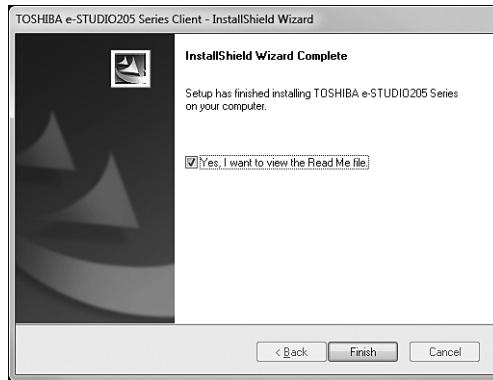 TOSHIBA e-STUDIO205 Series Client - InstallShield Wizard
InstallShield Wizard Complete
Setup has finished installing TOSHIBA e-STUDIO205 Series
on your computer.
Yes, I want to view the Read Me file.
< Back
Finish
Cancel